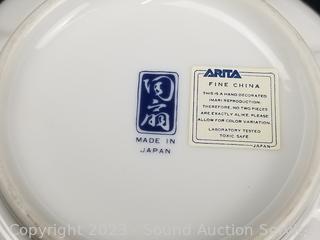 MADE IN
JAPAN
ARITA
FINE CHINA
THIS IS A HAND DECORATED
IMARI REPRODUCTION.
THEREFORE, NO TWO PIECES
ARE EXACTLY ALIKE. PLEASE
ALLOW FOR COLOR VARIATION.
LABORATORY TESTED
TOXIC SAFE
JAPAN
Copyright 2023 - Sound Auction Service